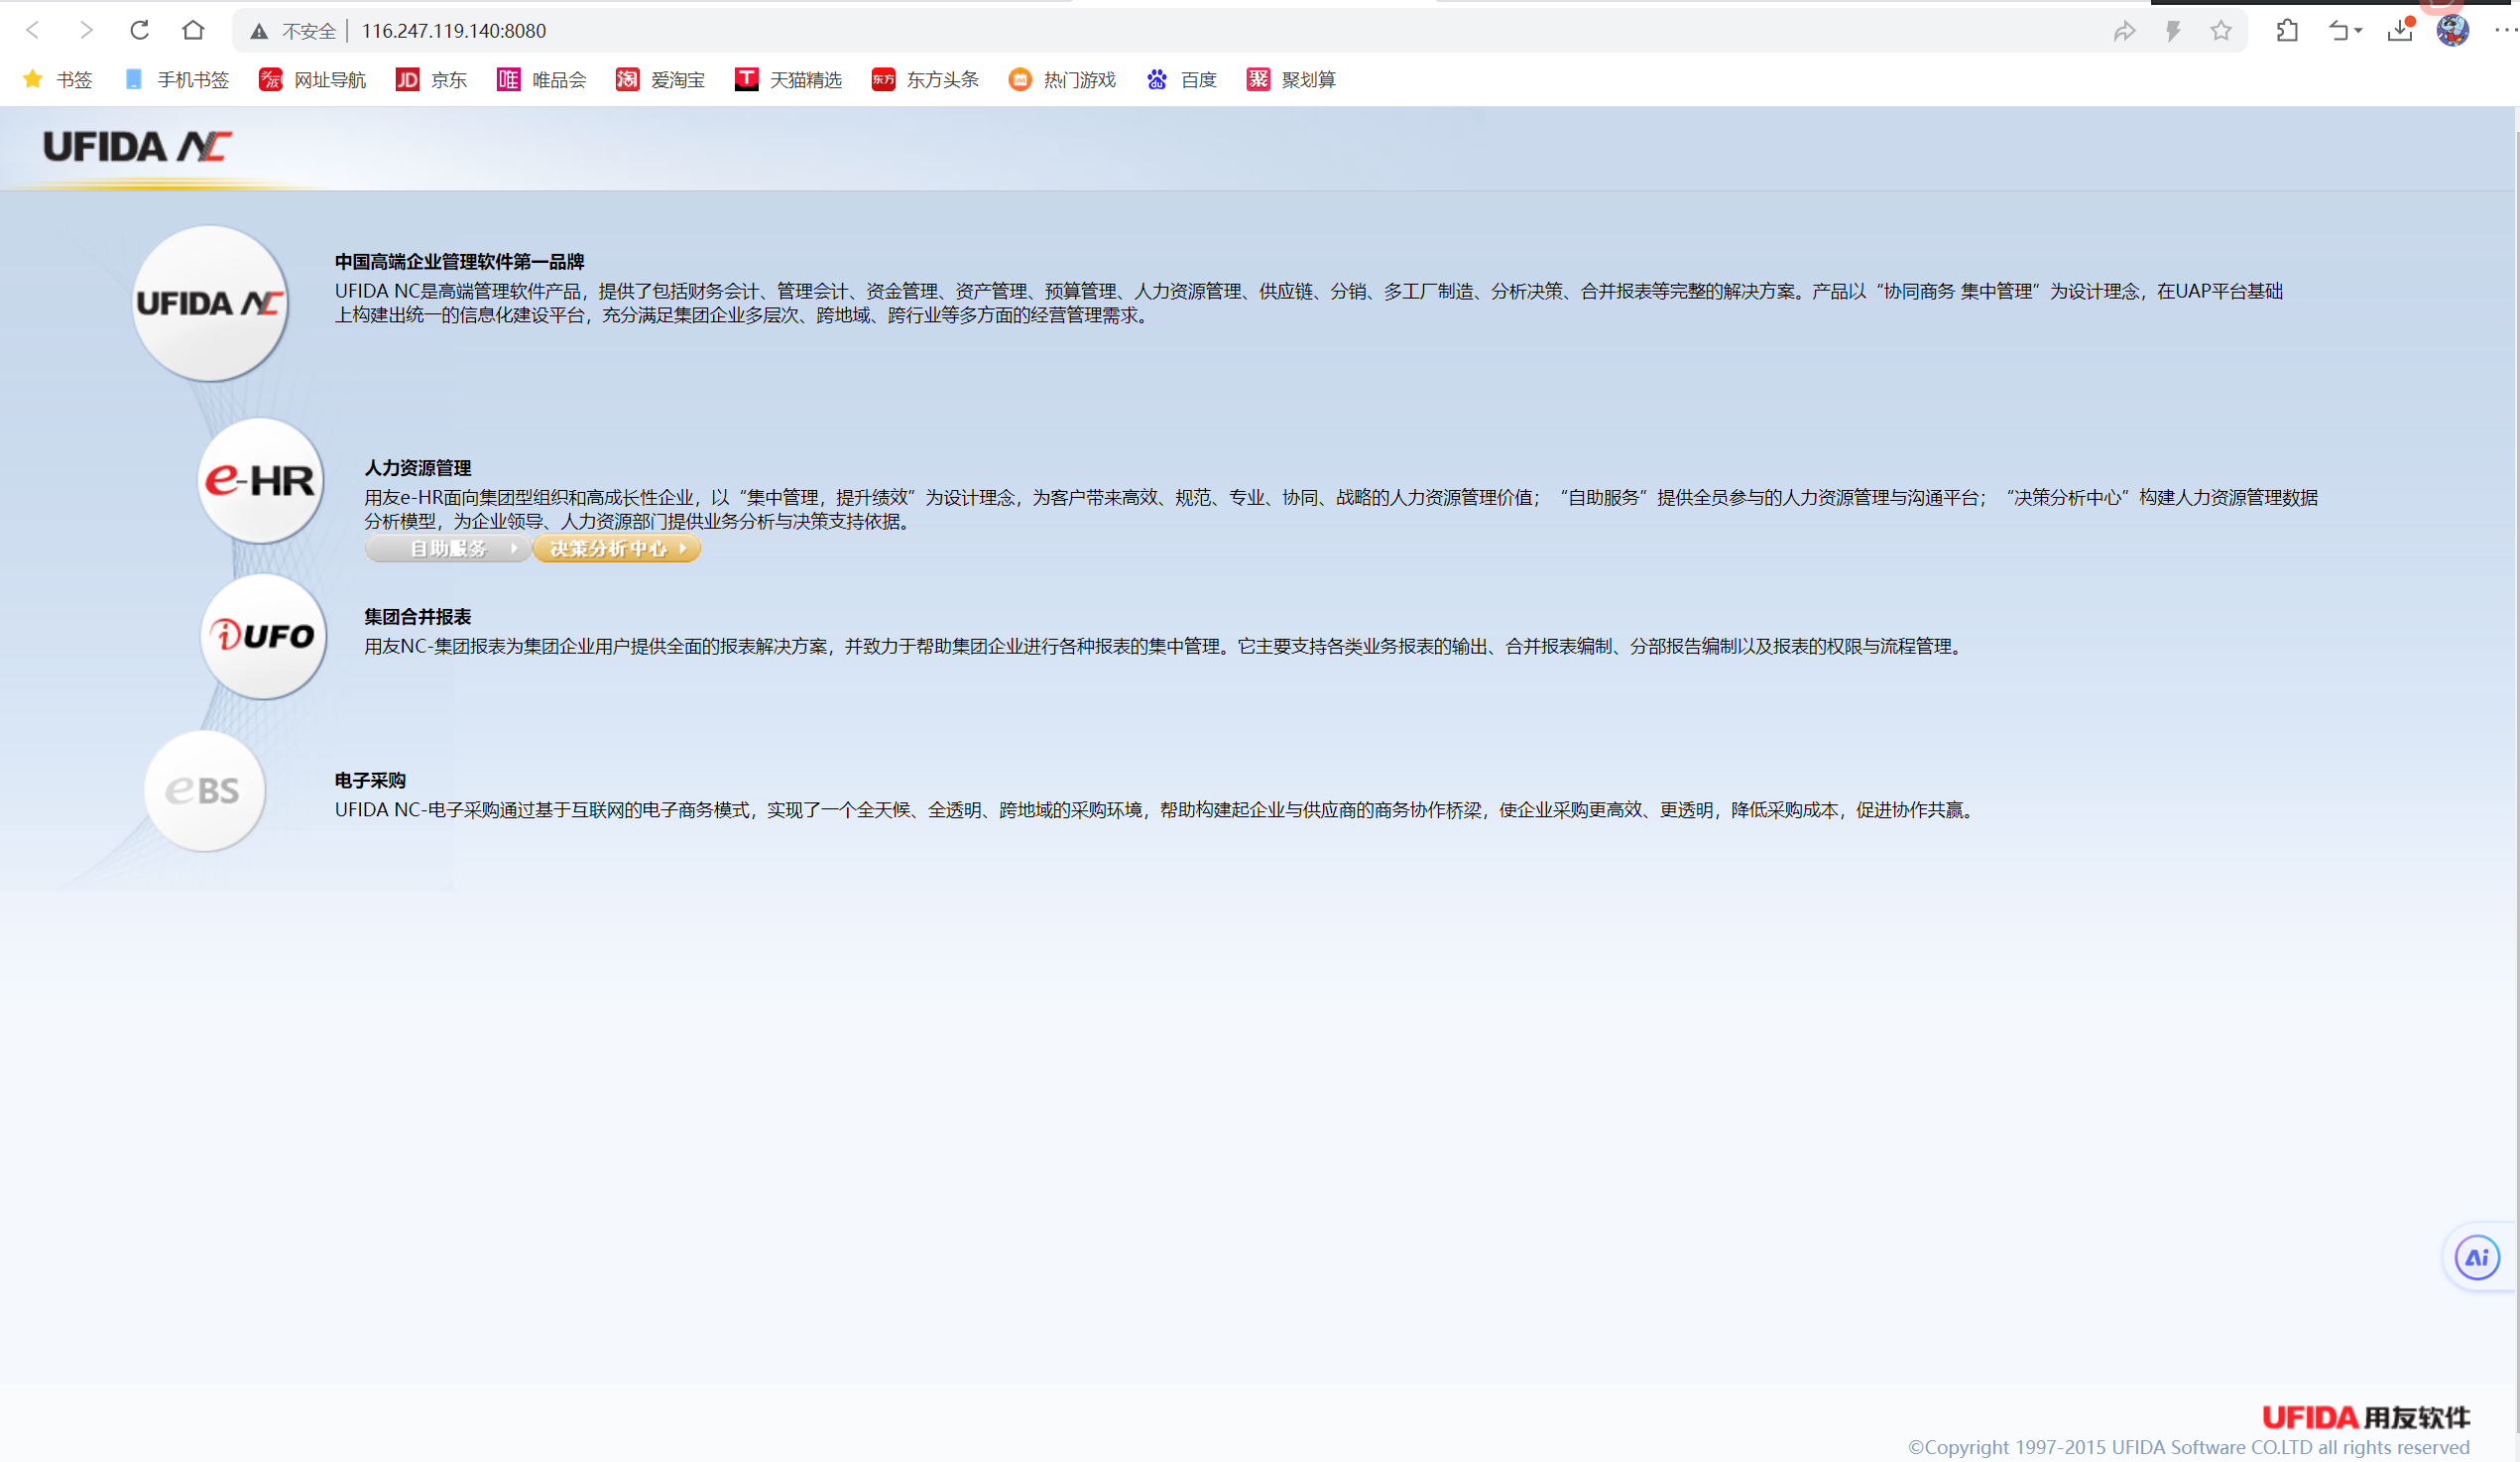 不安全 | 116.247.119.140:8080
书签 手机书签 网址导航 JD 京东 唯 唯品会 淘 爱淘宝 T 天猫精选 东方 东方头条 热门游戏 du 百度 聚 聚划算
UFIDA NC
UFIDA NC
中国高端企业管理软件第一品牌
UFIDA NC是高端管理软件产品，提供了包括财务会计、管理会计、资金管理、资产管理、预算管理、人力资源管理、供应链、分销、多工厂制造、分析决策、合并报表等完整的解决方案。产品以“协同商务 集中管理”为设计理念，在UAP平台基础
上构建出统一的信息化建设平台，充分满足集团企业多层次、跨地域、跨行业等多方面的经营管理需求。
e-HR
人力资源管理
用友e-HR面向集团型组织和高成长性企业，以“集中管理，提升绩效”为设计理念，为客户带来高效、规范、专业、协同、战略的人力资源管理价值；“自助服务”提供全员参与的人力资源管理与沟通平台；“决策分析中心”构建人力资源管理数据
分析模型，为企业领导、人力资源部门提供业务分析与决策支持依据。
自助服务 决策分析中心
iUFO
集团合并报表
用友NC-集团报表为集团企业用户提供全面的报表解决方案，并致力于帮助集团企业进行各种报表的集中管理。它主要支持各类业务报表的输出、合并报表编制、分部报告编制以及报表的权限与流程管理。
eBS
电子采购
UFIDA NC-电子采购通过基于互联网的电子商务模式，实现了一个全天候、全透明、跨地域的采购环境，帮助构建起企业与供应商的商务协作桥梁，使企业采购更高效、更透明，降低采购成本，促进协作共赢。
Ai
UFIDA 用友软件
©Copyright 1997-2015 UFIDA Software CO.LTD all rights reserved